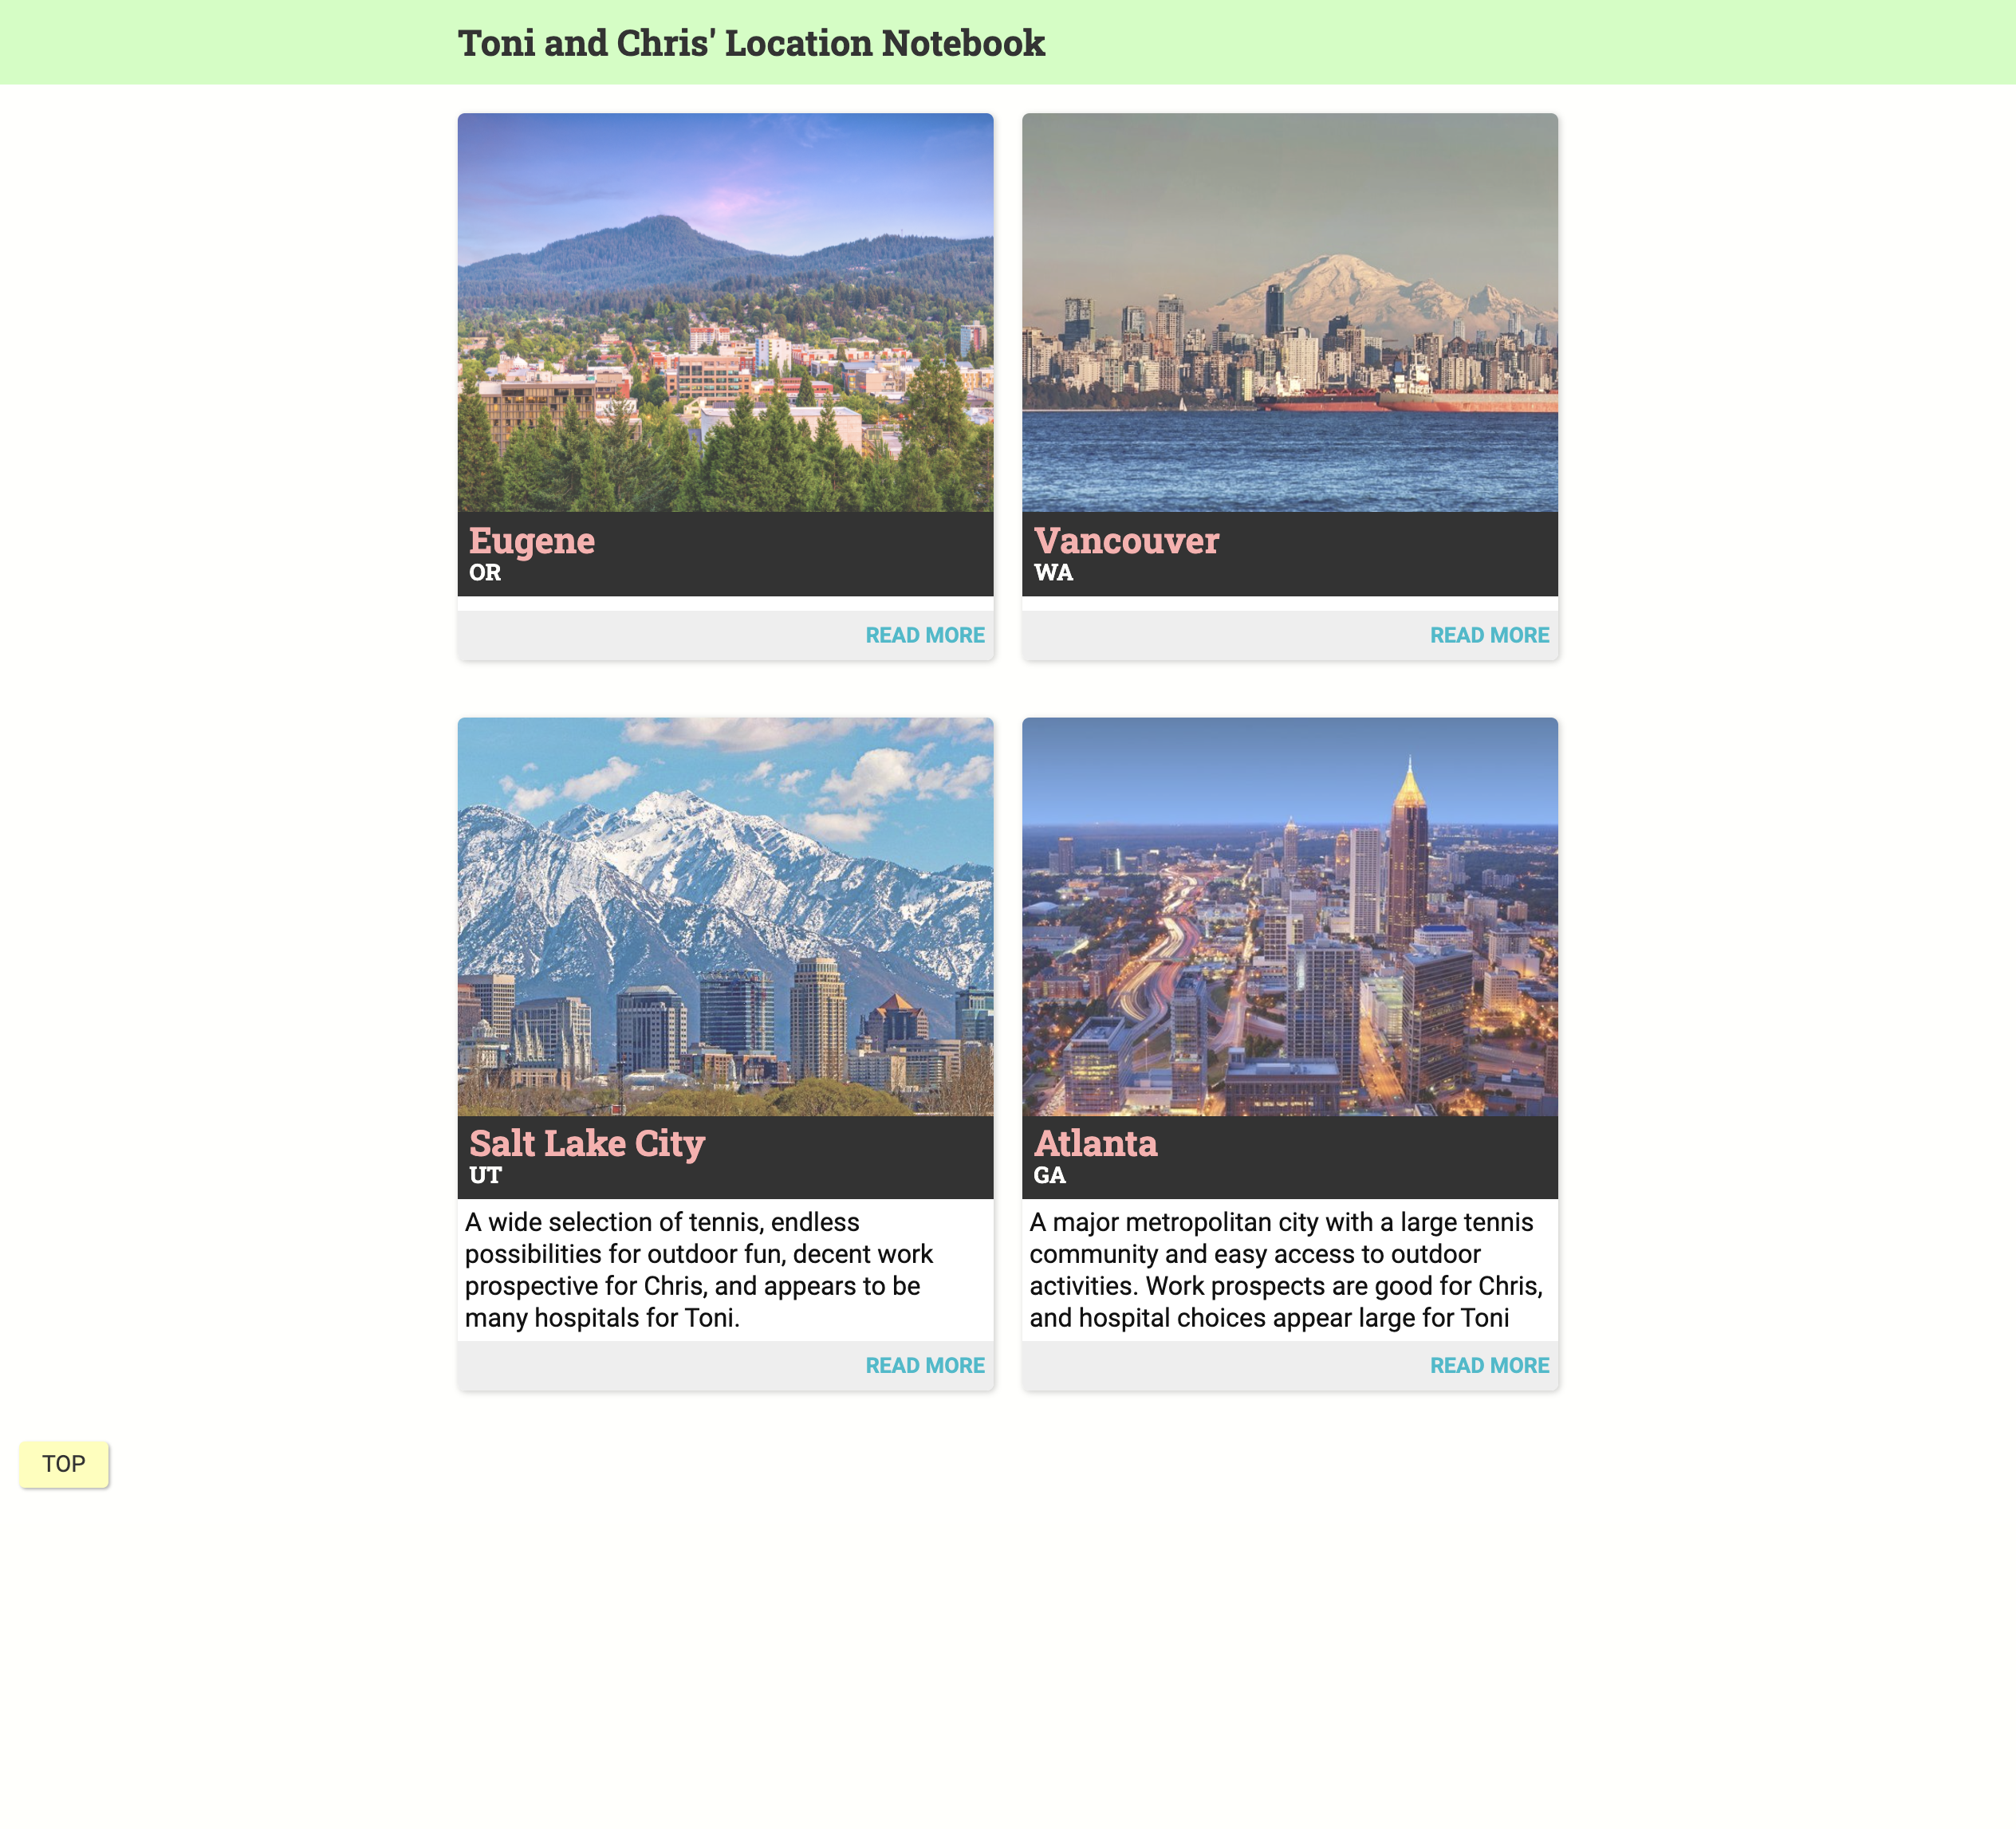 Toni and Chris' Location Notebook
Eugene
OR
READ MORE
Vancouver
WA
READ MORE
Salt Lake City
UT
A wide selection of tennis, endless
possibilities for outdoor fun, decent work
prospective for Chris, and appears to be
many hospitals for Toni.
READ MORE
Atlanta
GA
A major metropolitan city with a large tennis
community and easy access to outdoor
activities. Work prospects are good for Chris,
and hospital choices appear large for Toni
READ MORE
TOP